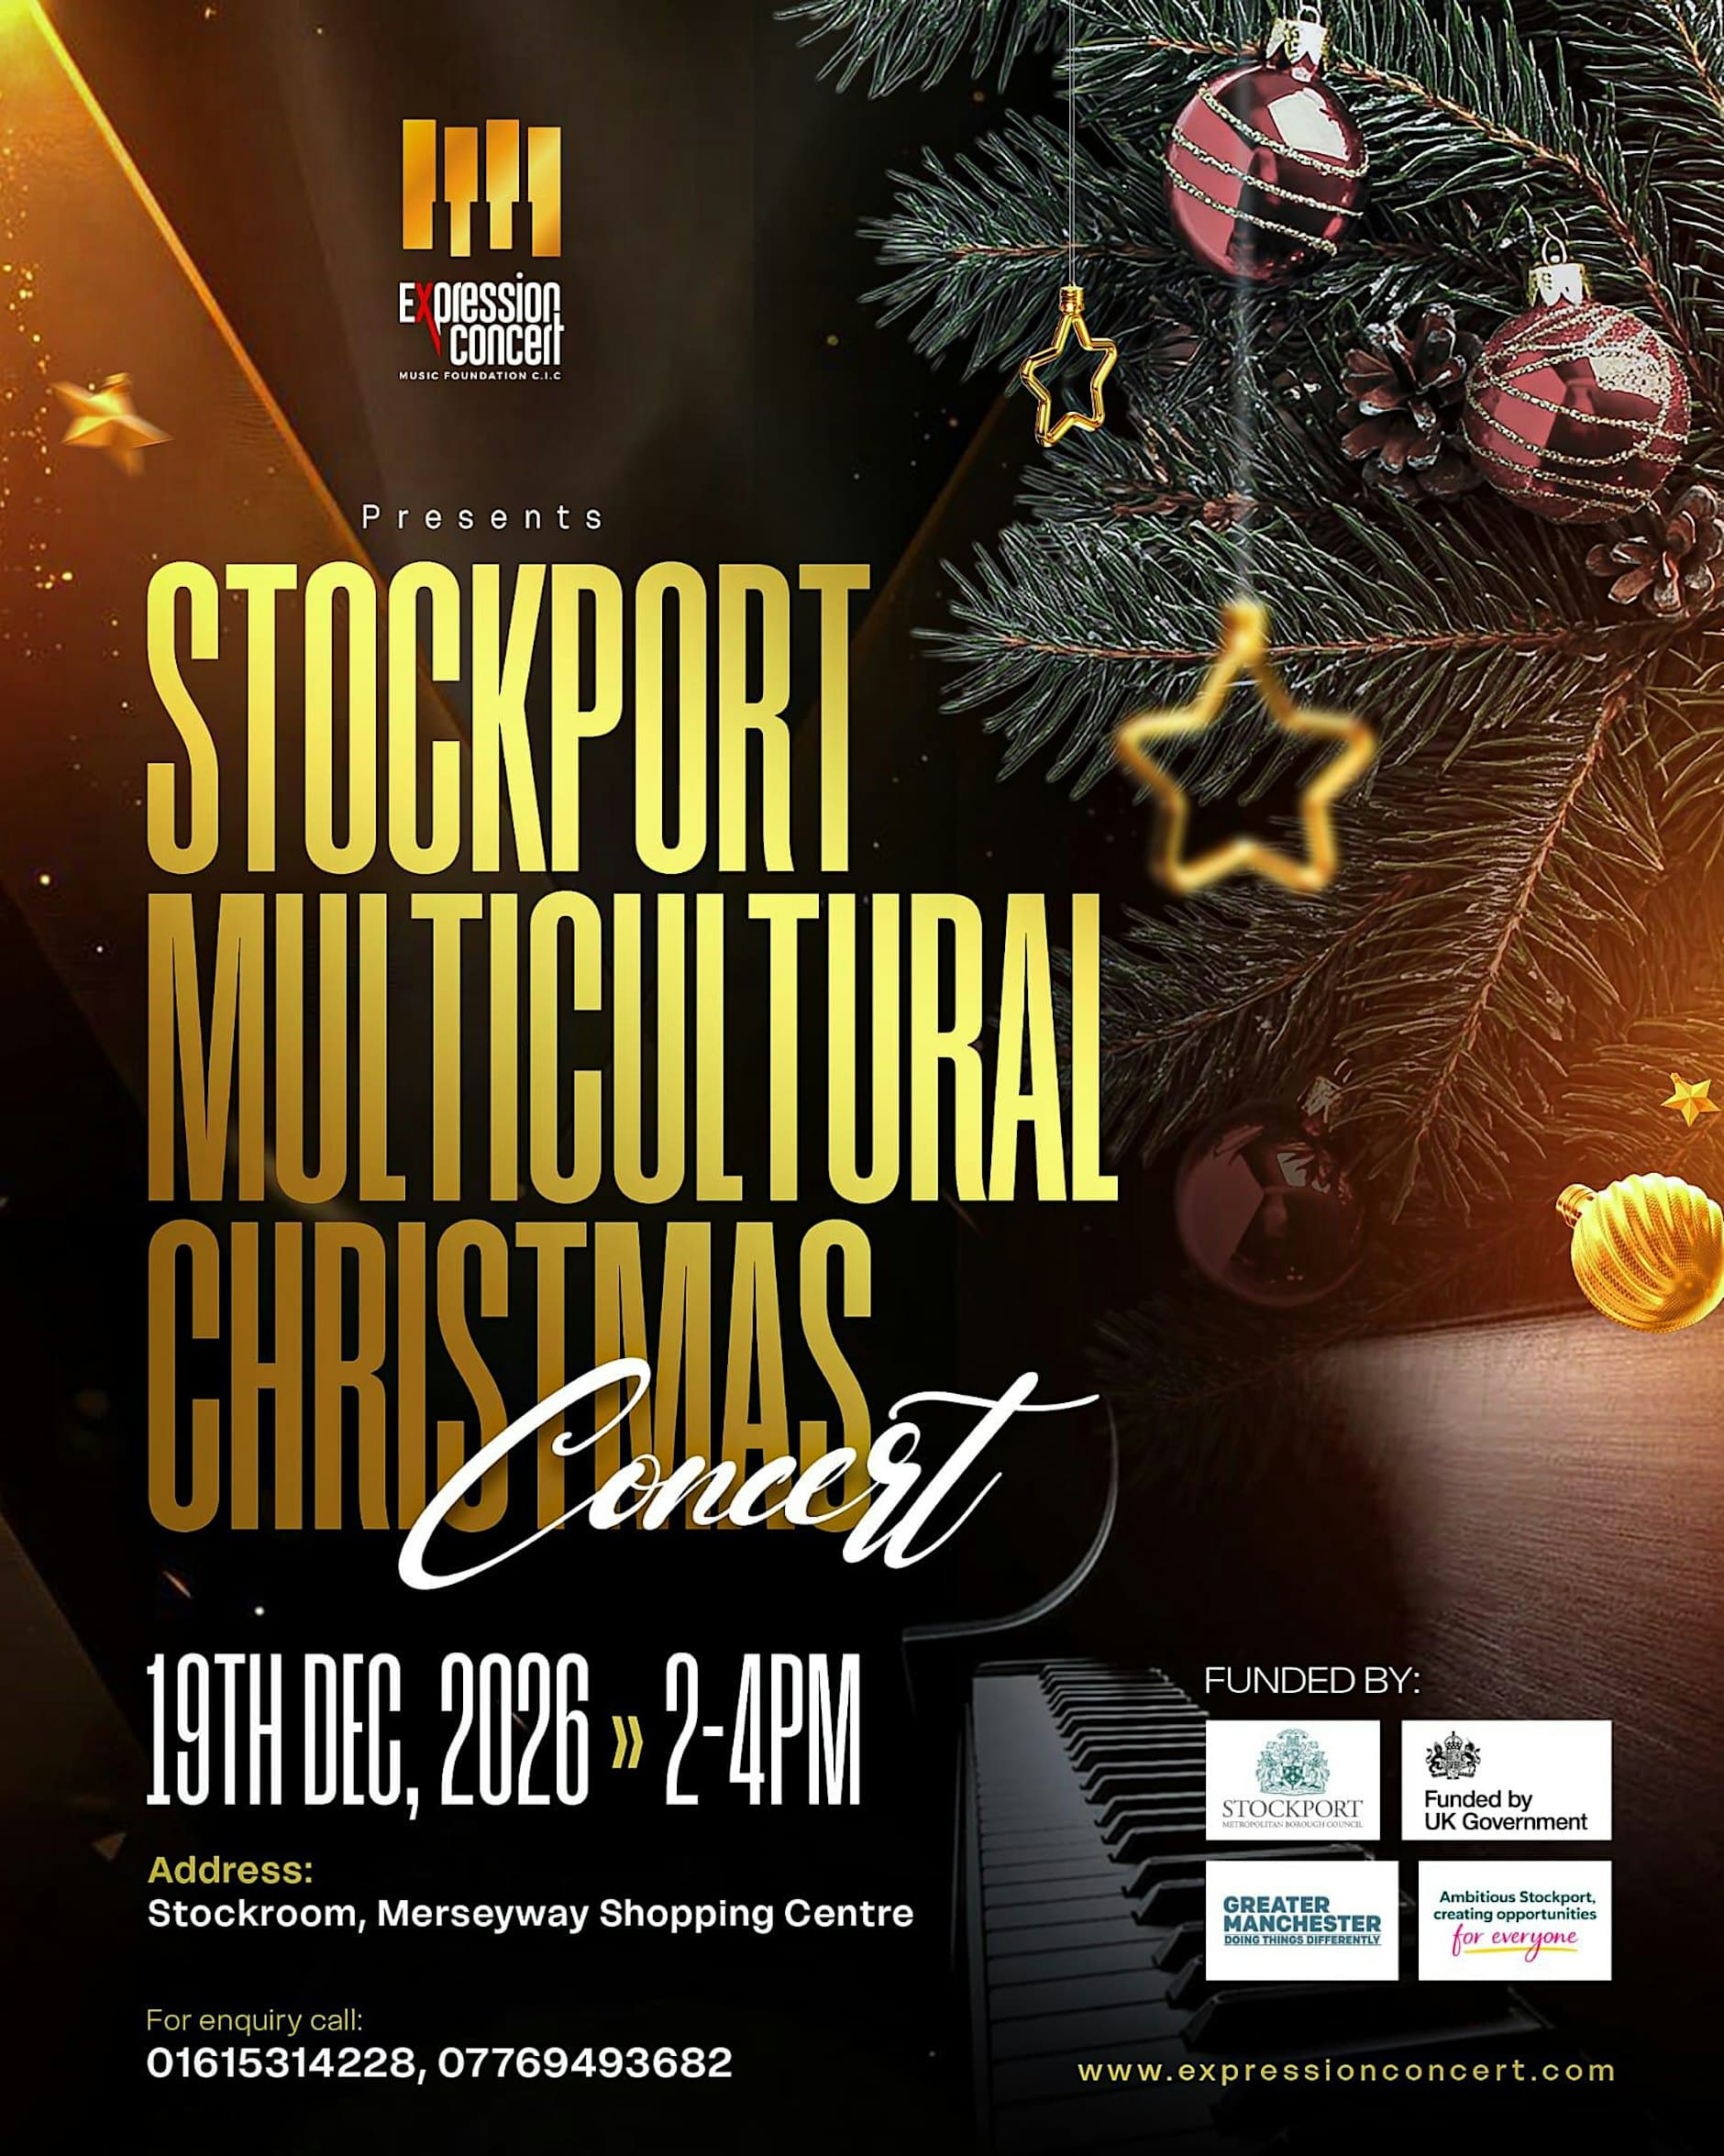 Expression
concert
MUSIC FOUNDATION C.I.C
Presents
STOCKPORT
MULTICULTURAL
CHRISTMAS
Concert
19TH DEC, 2026 » 2-4PM
Address:
Stockroom, Merseyway Shopping Centre
For enquiry call:
01615314228, 07769493682
FUNDED BY:
STOCKPORT
METROPOLITAN BOROUGH COUNCIL
Funded by
UK Government
GREATER
MANCHESTER
DOING THINGS DIFFERENTLY
Ambitious Stockport,
creating opportunities
for everyone
www.expressionconcert.com